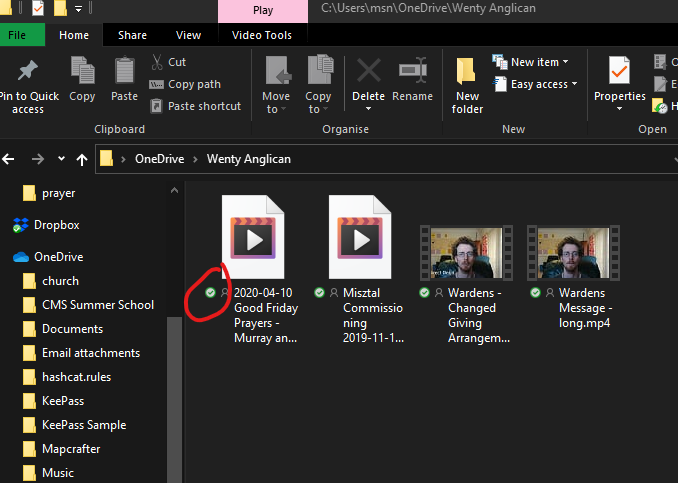 Play
C:\Users\msn\OneDrive\Wenty Anglican
File
Home
Share
View
Video Tools
Pin to Quick
access
Copy
Paste
Cut
Copy path
Paste shortcut
Clipboard
Move
to
Copy
to
Delete
Rename
Organise
New
folder
New item
Easy access
New
Properties
Open
OneDrive
Wenty Anglican
prayer
Dropbox
OneDrive
church
CMS Summer School
Documents
Email attachments
hashcat.rules
KeePass
KeePass Sample
Mapcrafter
Music
2020-04-10
Good Friday
Prayers -
Murray an...
Misztal
Commissio
ning
2019-11-1...
Wardens -
Changed
Giving
Arrangem...
Wardens
Message -
long.mp4